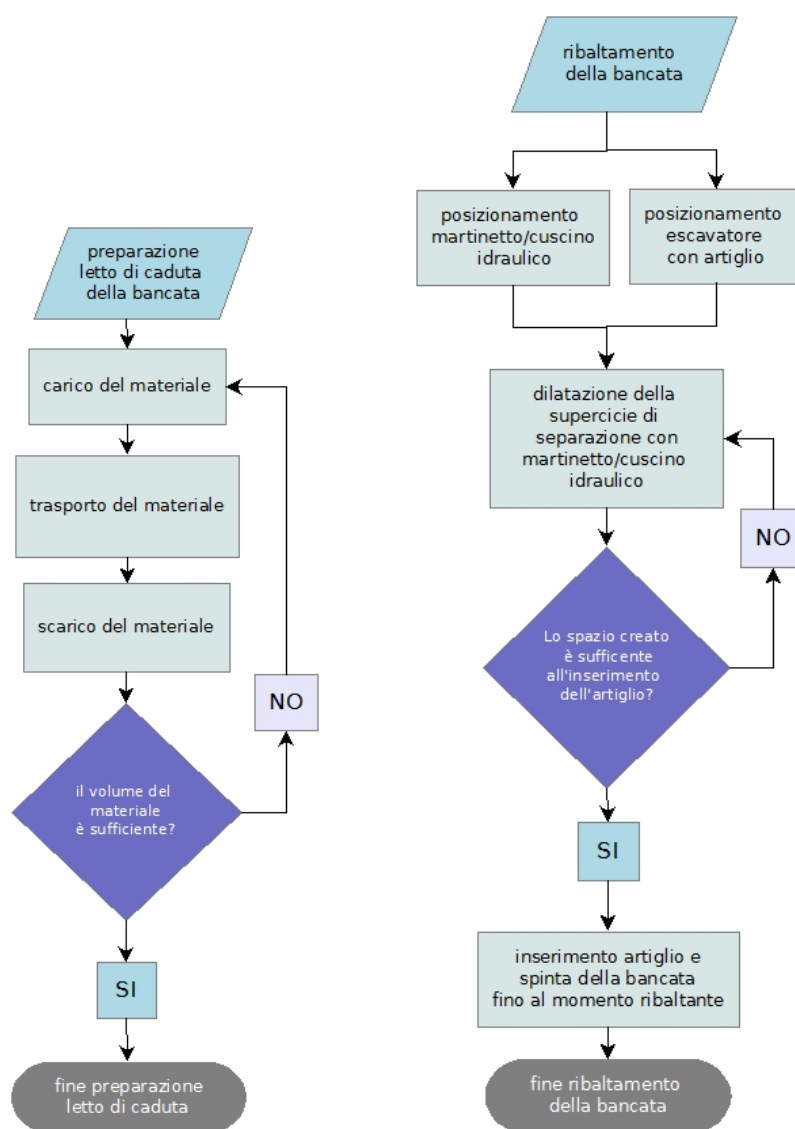 preparazione
letto di caduta
della bancata
carico del materiale
trasporto del materiale
scarico del materiale
NO
il volume del
materiale
è sufficiente?
SI
fine preparazione
letto di caduta
ribaltamento
della bancata
posizionamento
martinetto/cuscino
idraulico
posizionamento
escavatore
con artiglio
dilatazione della
supercicie di
separazione con
martinetto/cuscino
idraulico
NO
Lo spazio creato
è sufficente
all'inserimento
dell'artiglio?
SI
inserimento artiglio e
spinta della bancata
fino al momento ribaltante
fine ribaltamento
della bancata